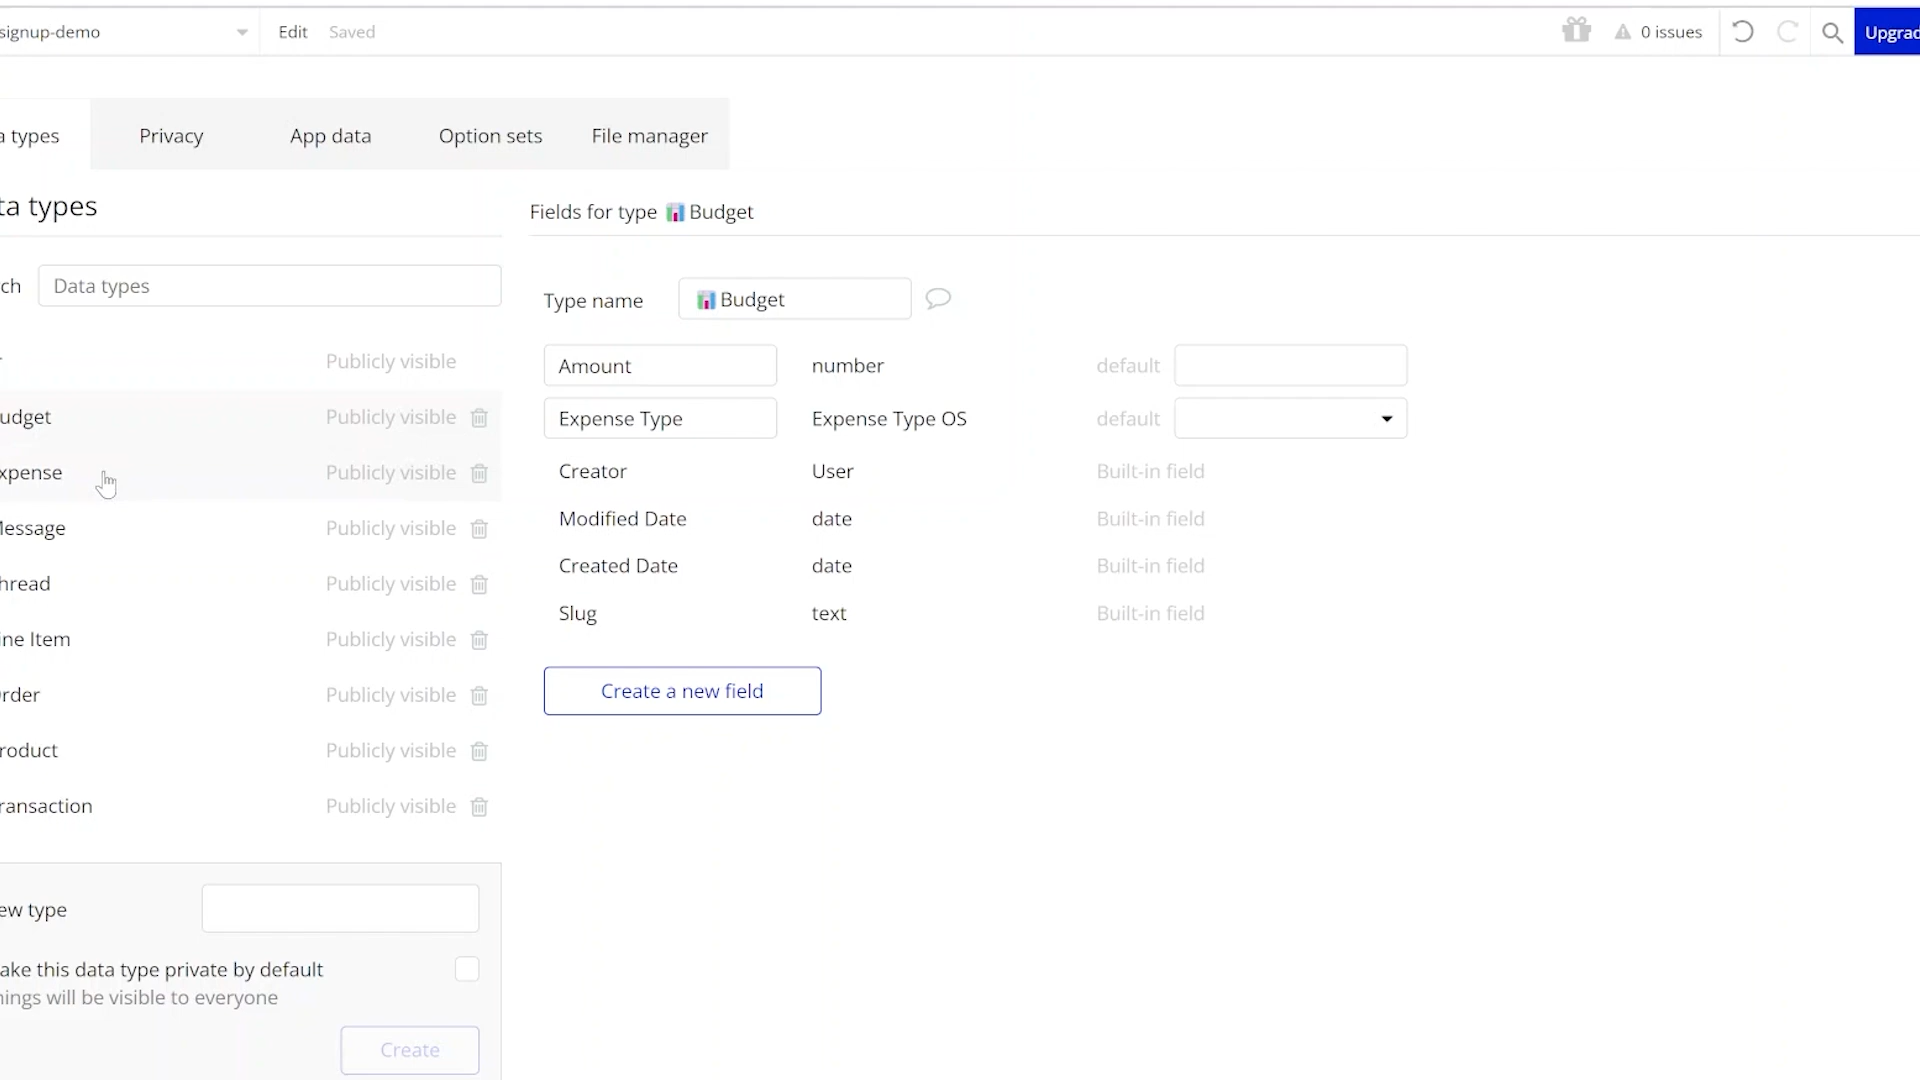 signup-demo
Edit
Saved
0 issues
Upgrad
a types
Privacy
App data
Option sets
File manager
ta types
Fields for type 📊 Budget
ch
Data types
Type name
📊 Budget
Publicly visible
Amount
number
default
udget
Publicly visible
Expense Type
Expense Type OS
default
xpense
Publicly visible
Creator
User
Built-in field
Message
Publicly visible
Modified Date
date
Built-in field
hread
Publicly visible
Created Date
date
Built-in field
ine Item
Publicly visible
Slug
text
Built-in field
rder
Publicly visible
Create a new field
roduct
Publicly visible
ransaction
Publicly visible
ew type
ake this data type private by default
hings will be visible to everyone
Create